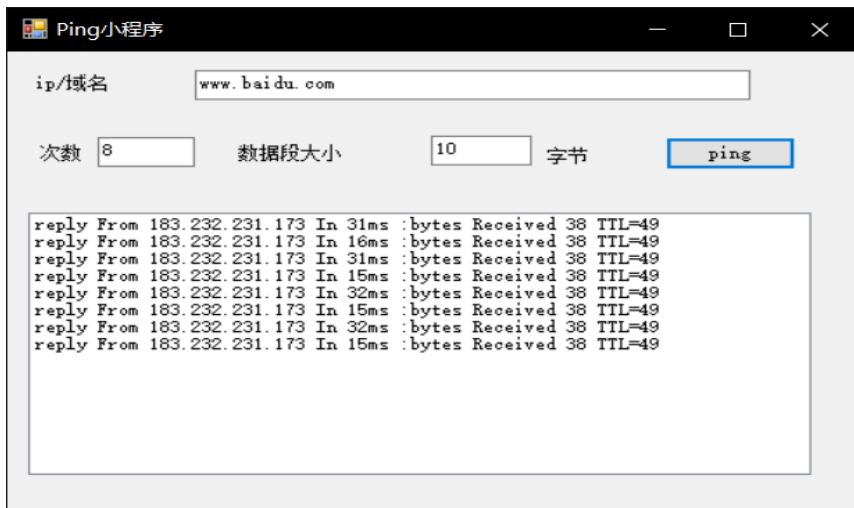 Ping小程序
ip/域名 www.baidu.com
次数 8 数据段大小 10 字节 ping
reply From 183.232.231.173 In 31ms :bytes Received 38 TTL=49
reply From 183.232.231.173 In 16ms :bytes Received 38 TTL=49
reply From 183.232.231.173 In 31ms :bytes Received 38 TTL=49
reply From 183.232.231.173 In 15ms :bytes Received 38 TTL=49
reply From 183.232.231.173 In 32ms :bytes Received 38 TTL=49
reply From 183.232.231.173 In 15ms :bytes Received 38 TTL=49
reply From 183.232.231.173 In 32ms :bytes Received 38 TTL=49
reply From 183.232.231.173 In 15ms :bytes Received 38 TTL=49